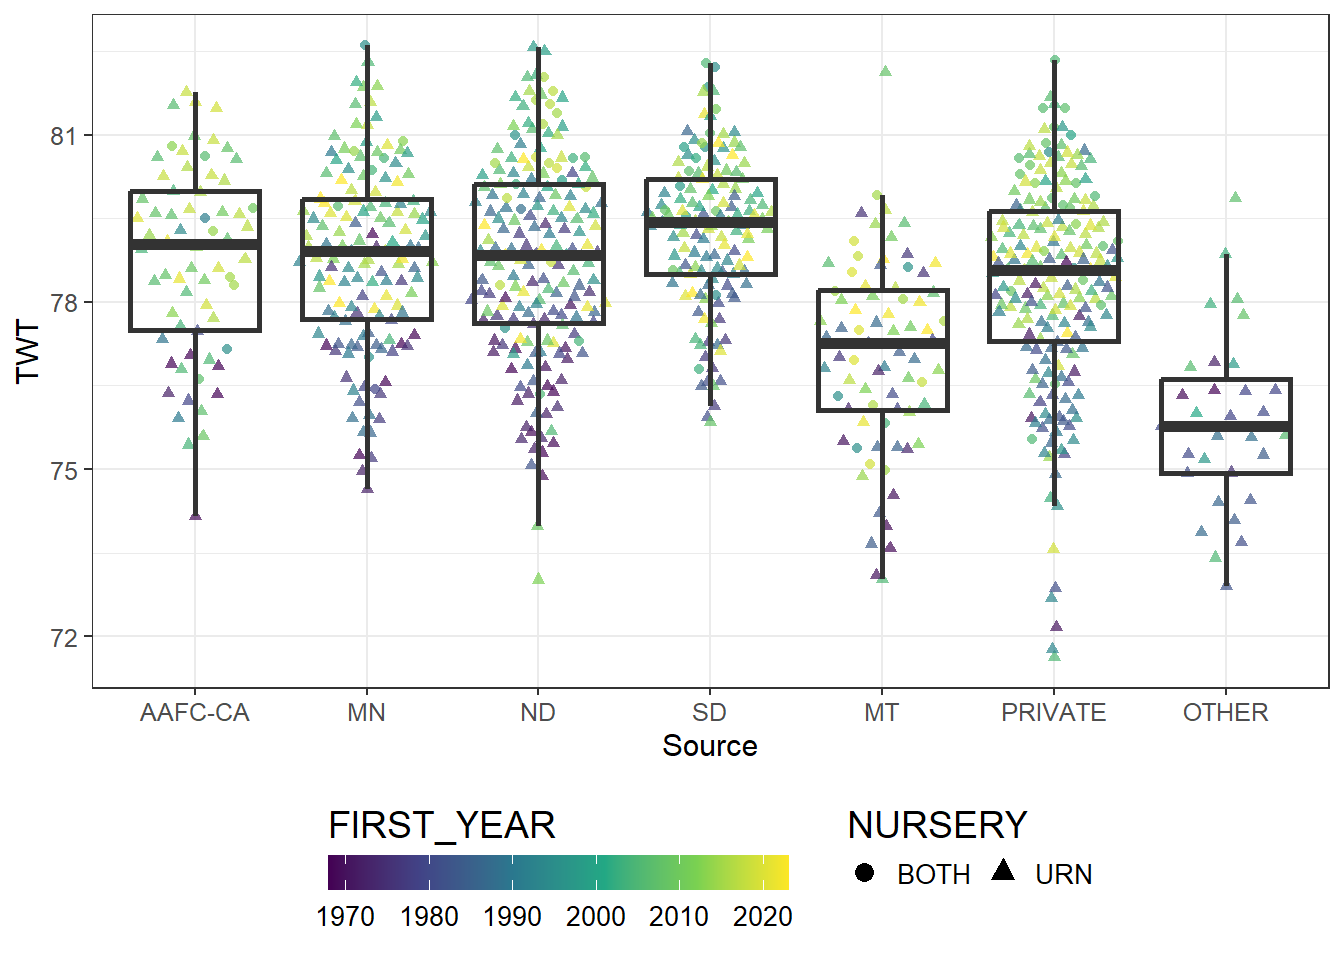 TWT
81
78
75
72
AAFC-CA MN ND SD MT PRIVATE OTHER
Source
FIRST_YEAR NURSERY
BOTH URN
1970 1980 1990 2000 2010 2020